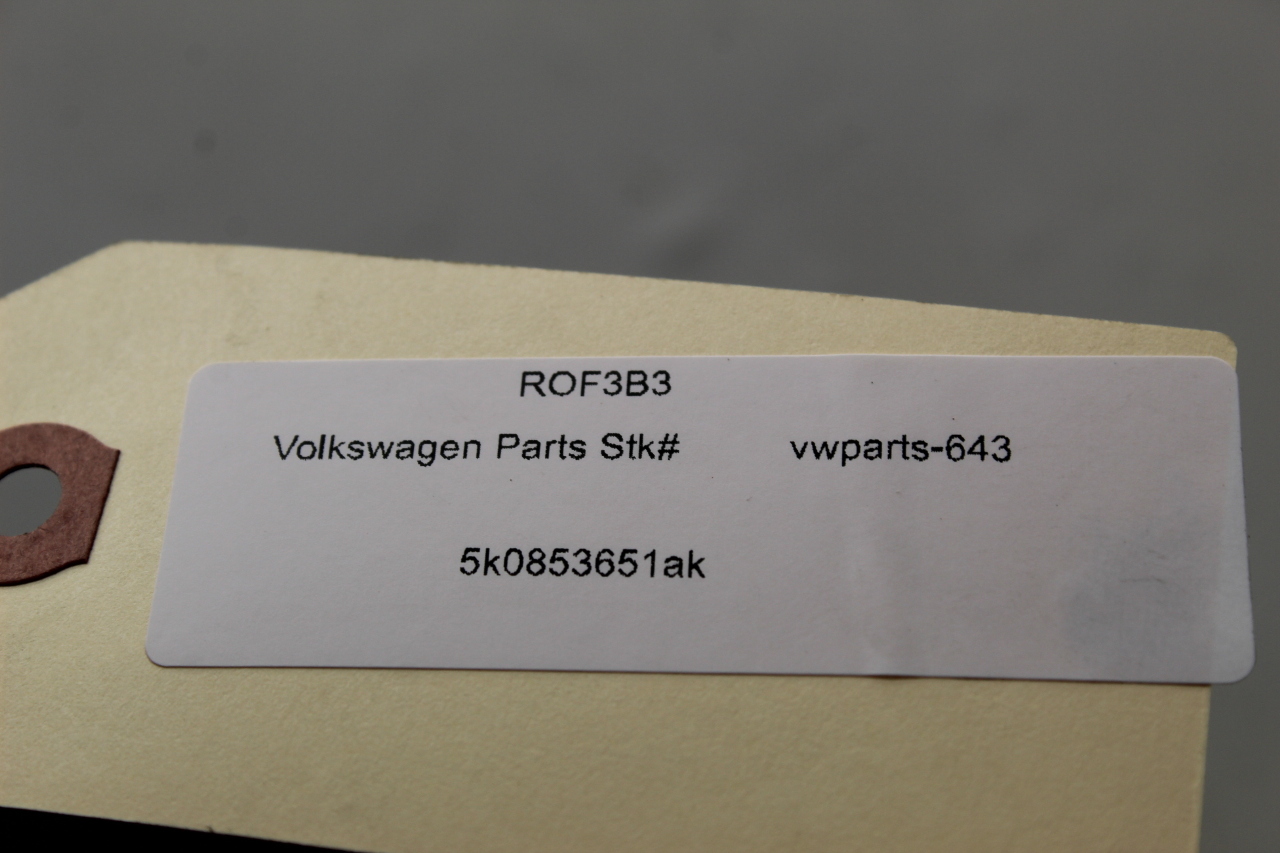 ROF3B3
Volkswagen Parts Stk# vwparts-643
5k0853651ak